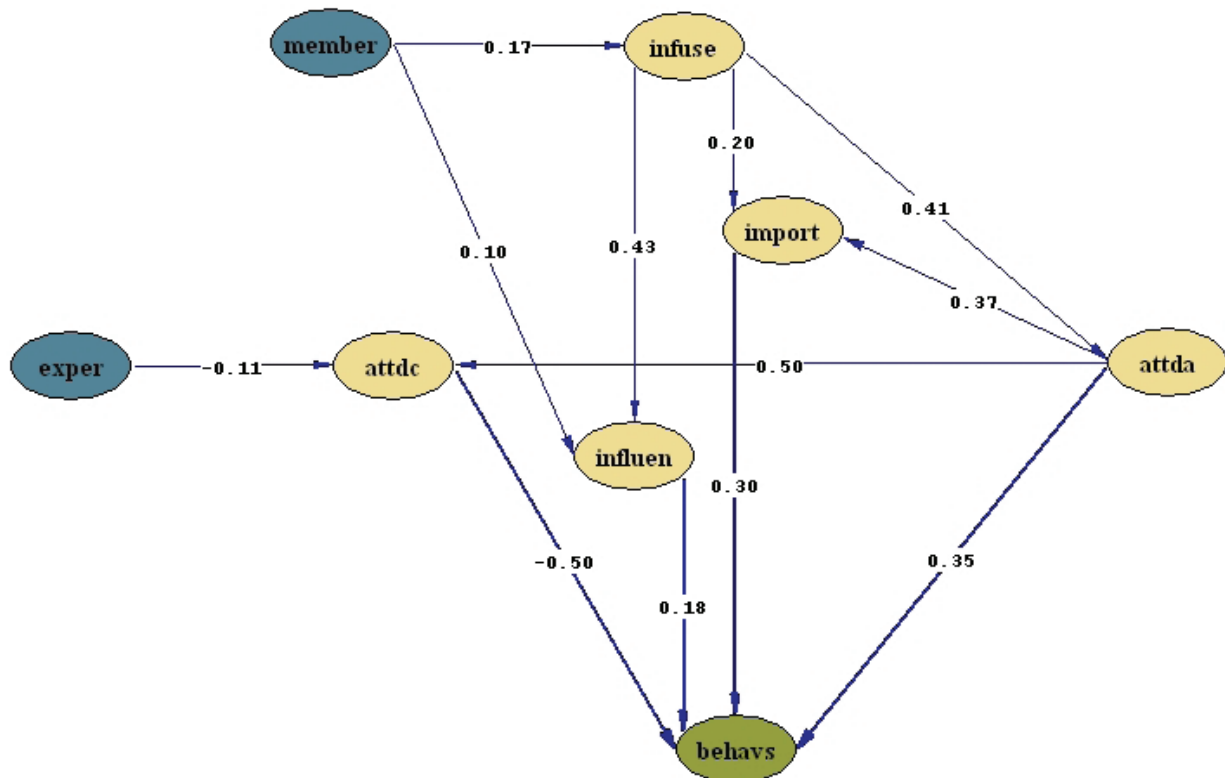 member
0.17
infuse
0.20
0.41
import
0.10
0.43
0.37
exper
-0.11
attdc
0.50
attda
influen
0.30
-0.50
0.35
0.18
behavs